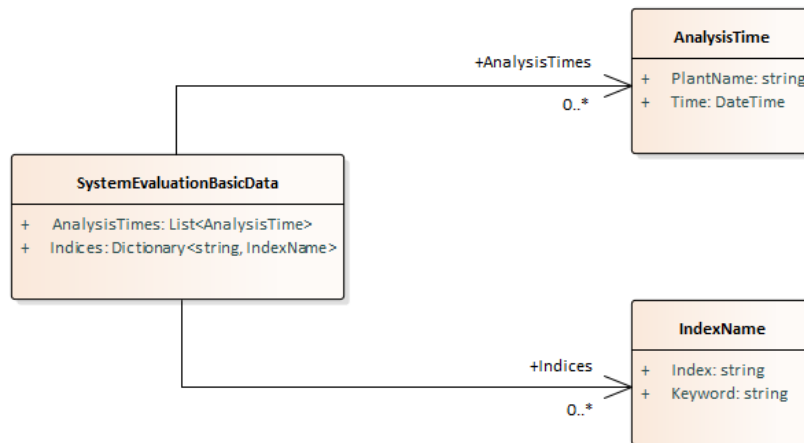 AnalysisTime
+ PlantName: string
+ Time: DateTime
+AnalysisTimes
0..*
SystemEvaluationBasicData
+ AnalysisTimes: List<AnalysisTime>
+ Indices: Dictionary<string, IndexName>
IndexName
+ Index: string
+ Keyword: string
+Indices
0..*